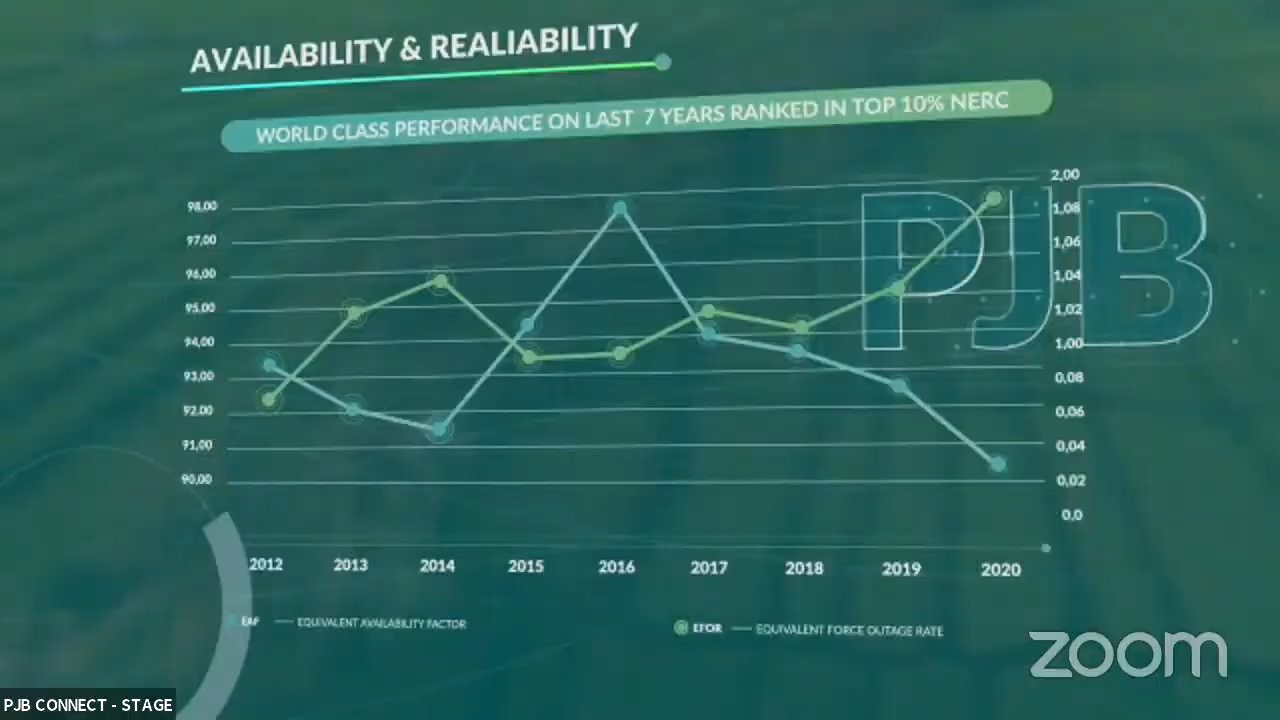 AVAILABILITY & REALIABILITY
WORLD CLASS PERFORMANCE ON LAST 7 YEARS RANKED IN TOP 10% NERC
PJB
98,00
97,00
96,00
95,00
94,00
93,00
92,00
91,00
90,00
2,00
1,08
1,06
1,04
1,02
1,00
0,08
0,06
0,04
0,02
0,0
2012 2013 2014 2015 2016 2017 2018 2019 2020
EAF EQUIVALENT AVAILABILITY FACTOR
EFOR EQUIVALENT FORCE OUTAGE RATE
zoom
PJB CONNECT - STAGE